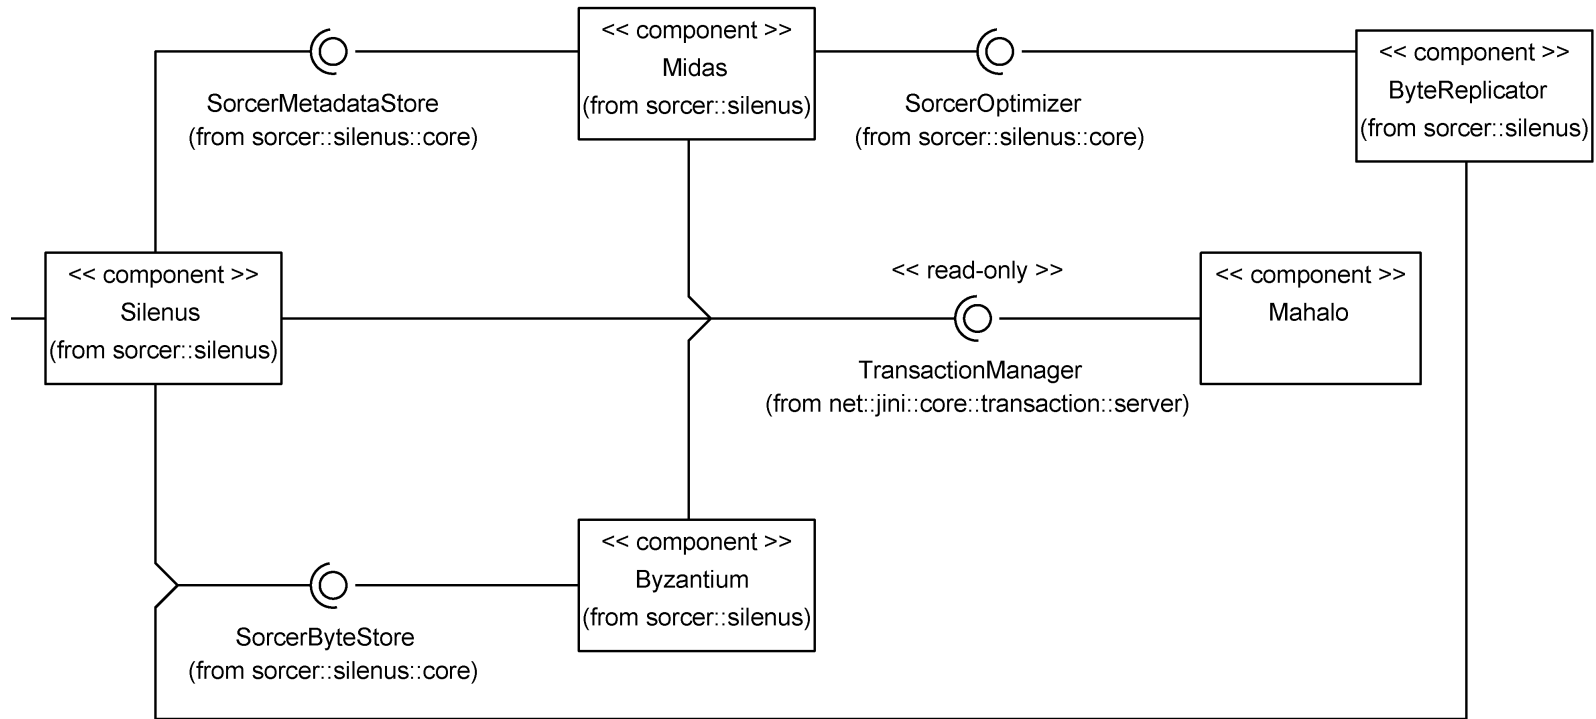 << component >>
Midas
(from sorcer::silenus)
<< component >>
ByteReplicator
(from sorcer::silenus)
SorcerMetadataStore
(from sorcer::silenus::core)
SorcerOptimizer
(from sorcer::silenus::core)
<< component >>
Silenus
(from sorcer::silenus)
<< read-only >>
<< component >>
Mahalo
TransactionManager
(from net::jini::core::transaction::server)
<< component >>
Byzantium
(from sorcer::silenus)
SorcerByteStore
(from sorcer::silenus::core)